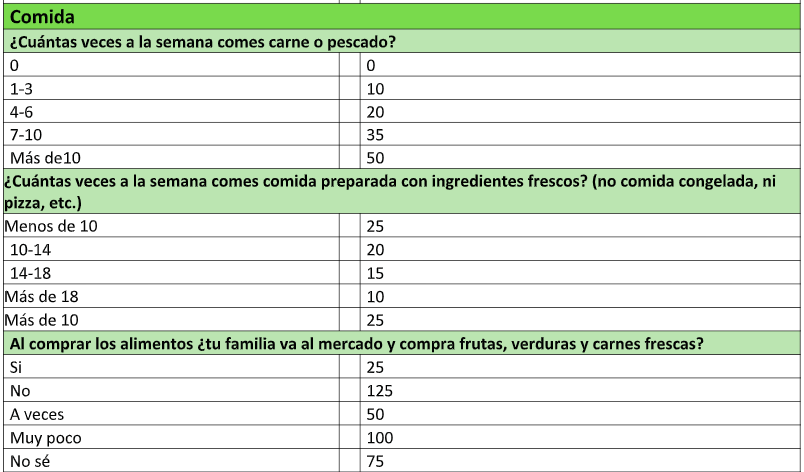 Comida
¿Cuántas veces a la semana comes carne o pescado?
0 0
1-3 10
4-6 20
7-10 35
Más de10 50
¿Cuántas veces a la semana comes comida preparada con ingredientes frescos? (no comida congelada, ni
pizza, etc.)
Menos de 10 25
10-14 20
14-18 15
Más de 18 10
Más de 10 25
Al comprar los alimentos ¿tu familia va al mercado y compra frutas, verduras y carnes frescas?
Si 25
No 125
A veces 50
Muy poco 100
No sé 75